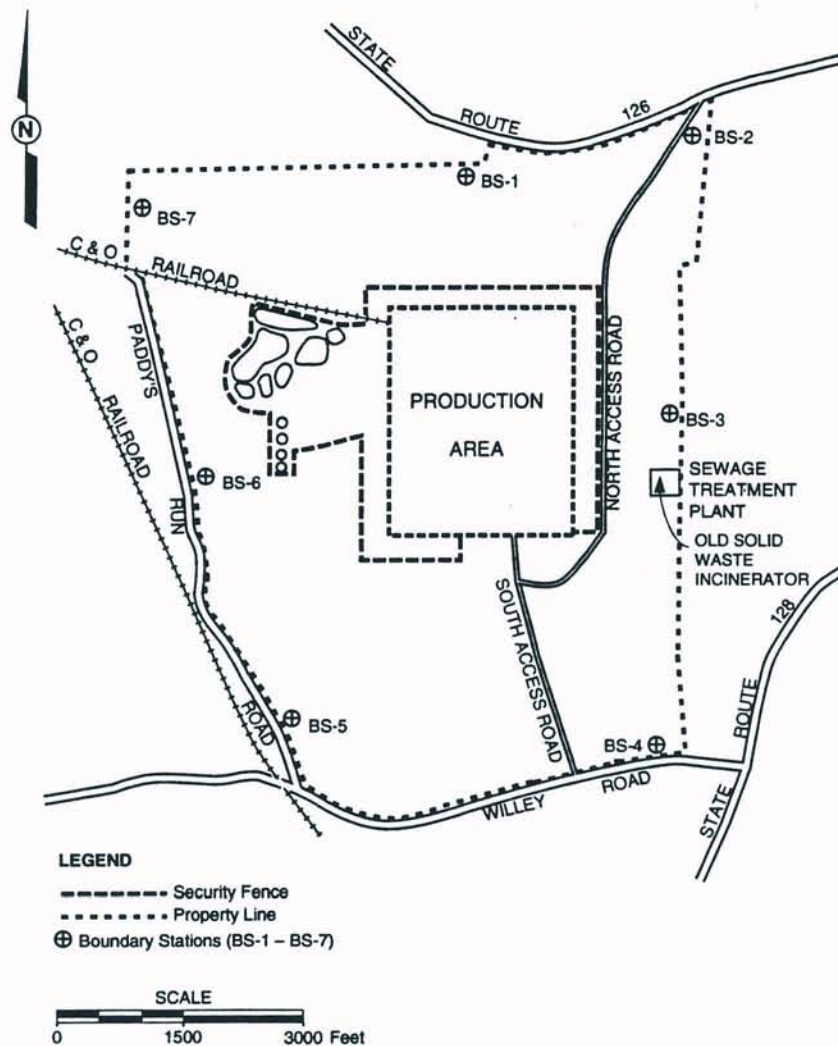 STATE
ROUTE
126
N
BS-2
BS-1
BS-7
C & O
RAILROAD
C & O
RAILROAD
PADDY'S
RUN
ROAD
PRODUCTION
AREA
NORTH ACCESS ROAD
BS-3
BS-6
SEWAGE
TREATMENT
PLANT
OLD SOLID
WASTE
INCINERATOR
SOUTH ACCESS ROAD
128
ROUTE
STATE
BS-5
BS-4
WILLEY
ROAD
LEGEND
Security Fence
Property Line
Boundary Stations (BS-1 – BS-7)
SCALE
0 1500 3000 Feet